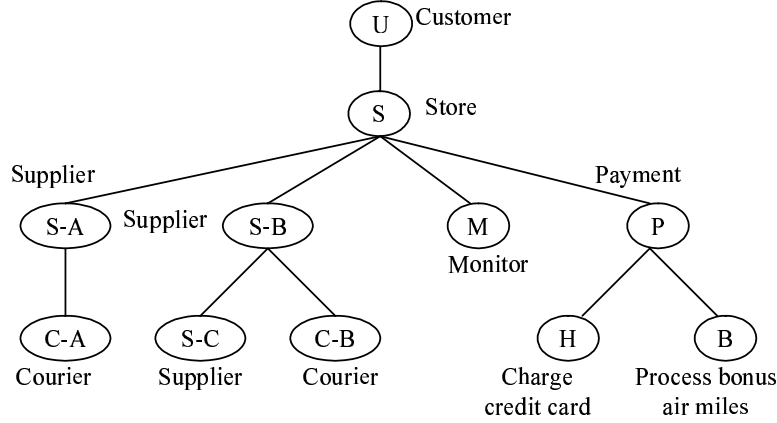 U
Customer
S
Store
Supplier
Payment
S-A
Supplier
S-B
M
P
Monitor
C-A
S-C
C-B
H
B
Courier
Supplier
Courier
Charge
credit card
Process bonus
air miles